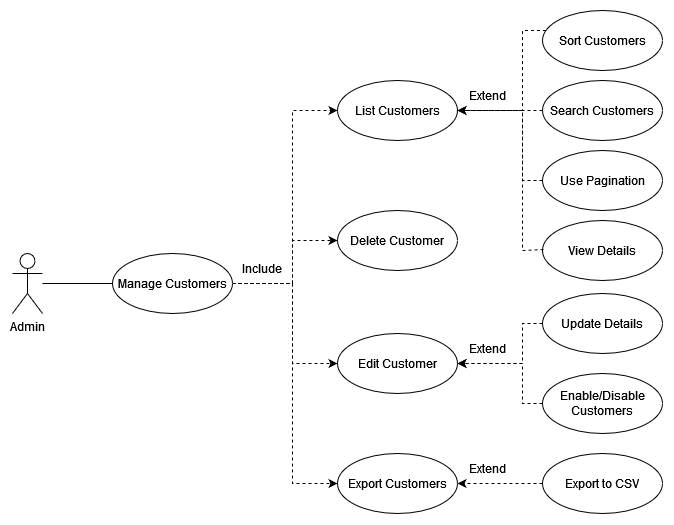 Sort Customers
Extend
List Customers
Search Customers
Use Pagination
Delete Customer
View Details
Include
Manage Customers
Admin
Update Details
Extend
Edit Customer
Enable/Disable
Customers
Extend
Export Customers
Export to CSV